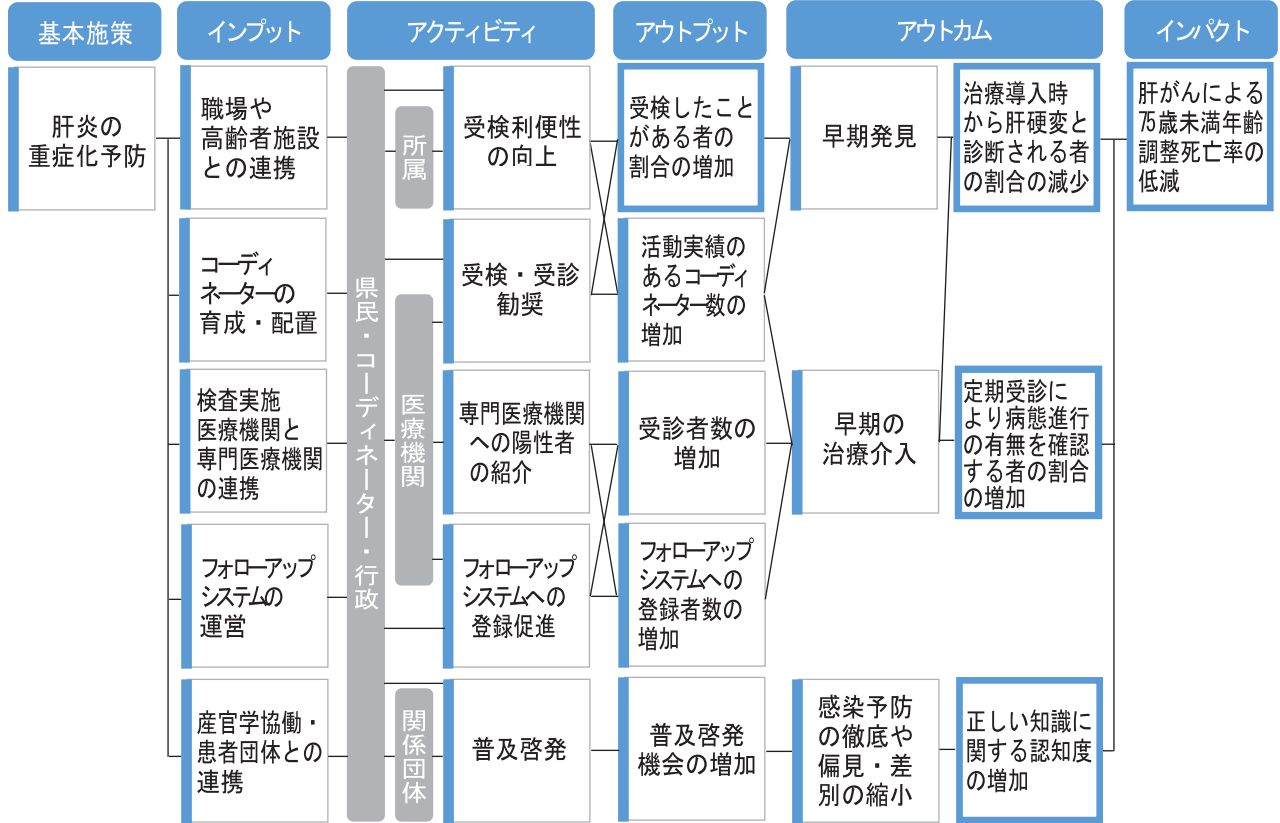 基本施策
インプット
アクティビティ
アウトプット
アウトカム
インパクト
肝炎の
重症化予防
職場や
高齢者施設
との連携
コーディ
ネーターの
育成・配置
検査実施
医療機関と
専門医療機関
の連携
フォローアップ
システムの
運営
産官学協働・
患者団体との
連携
県民・コーディネーター・行政
所属
医療機関
関係団体
受検利便性
の向上
受検・受診
勧奨
専門医療機関
への陽性者
の紹介
フォローアップ
システムへの
登録促進
普及啓発
受検したこと
がある者の
割合の増加
活動実績の
あるコーディ
ネーター数の
増加
受診者数の
増加
フォローアップ
システムへの
登録者数の
増加
普及啓発
機会の増加
早期発見
早期の
治療介入
感染予防
の徹底や
偏見・差
別の縮小
治療導入時
から肝硬変と
診断される者
の割合の減少
定期受診に
より病態進行
の有無を確認
する者の割合
の増加
正しい知識に
関する認知度
の増加
肝がんによる
75歳未満年齢
調整死亡率の
低減